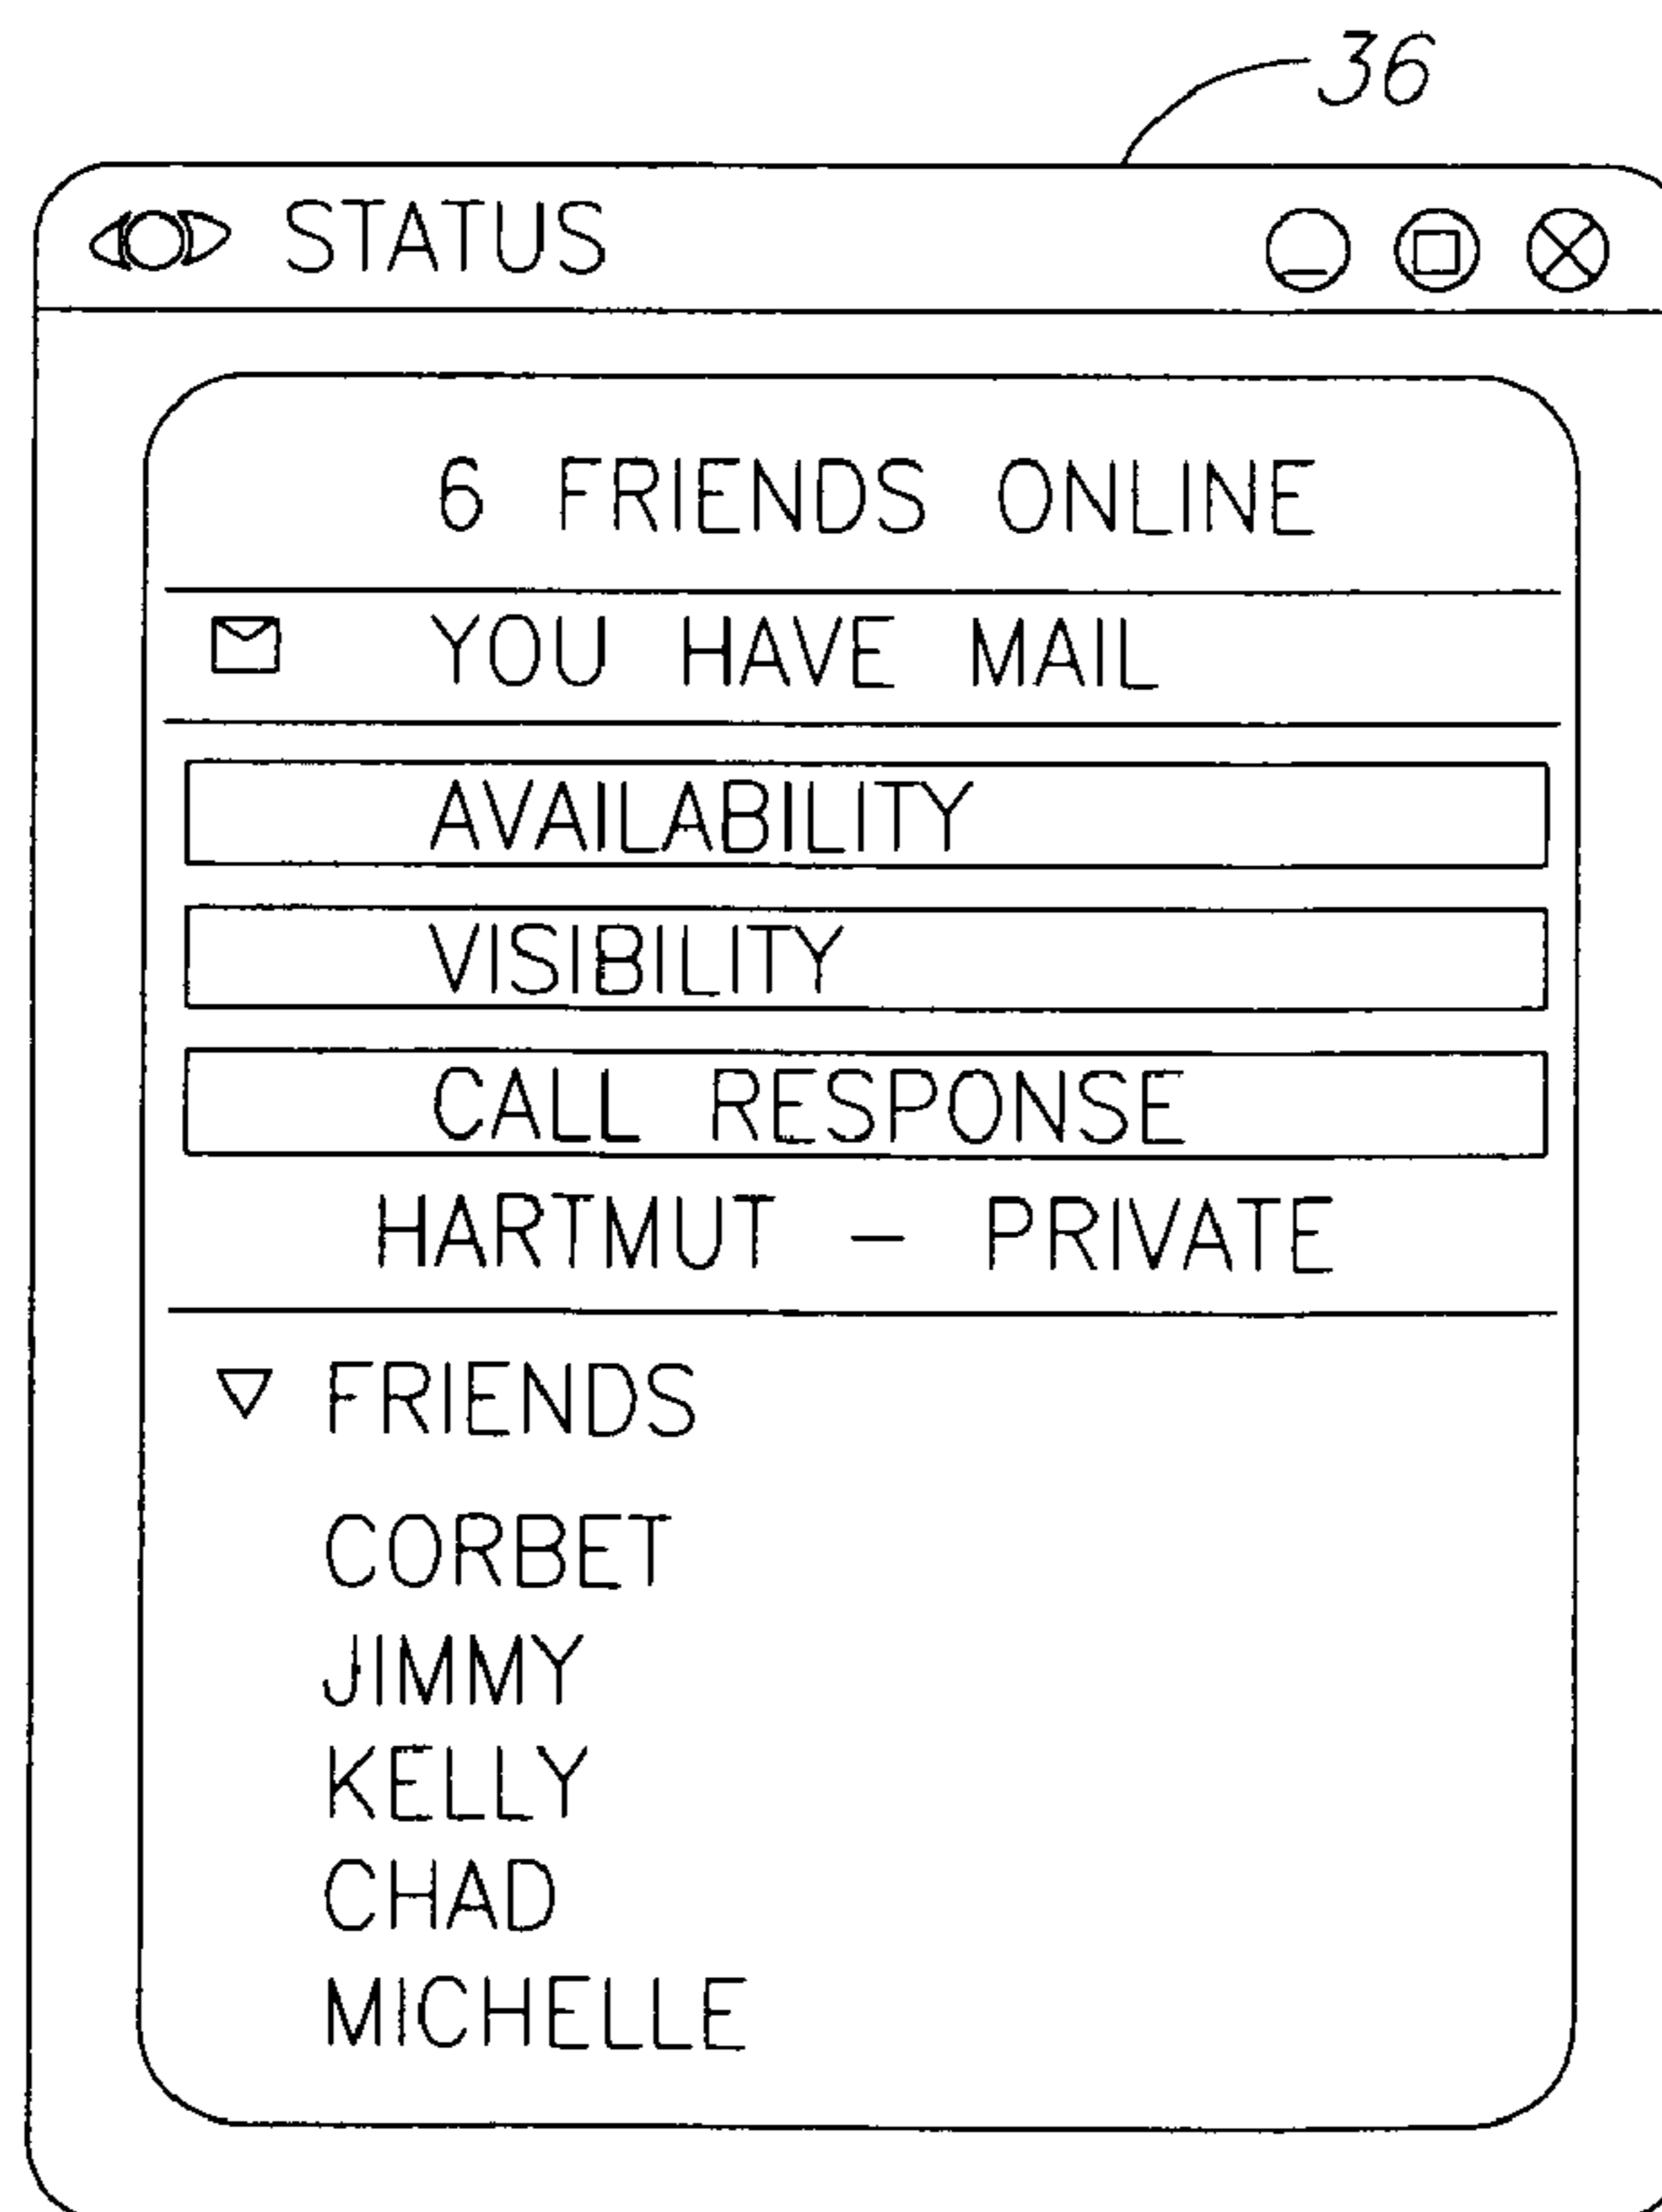 36
STATUS
6 FRIENDS ONLINE
YOU HAVE MAIL
AVAILABILITY
VISIBILITY
CALL RESPONSE
HARTMUT – PRIVATE
FRIENDS
CORBET
JIMMY
KELLY
CHAD
MICHELLE